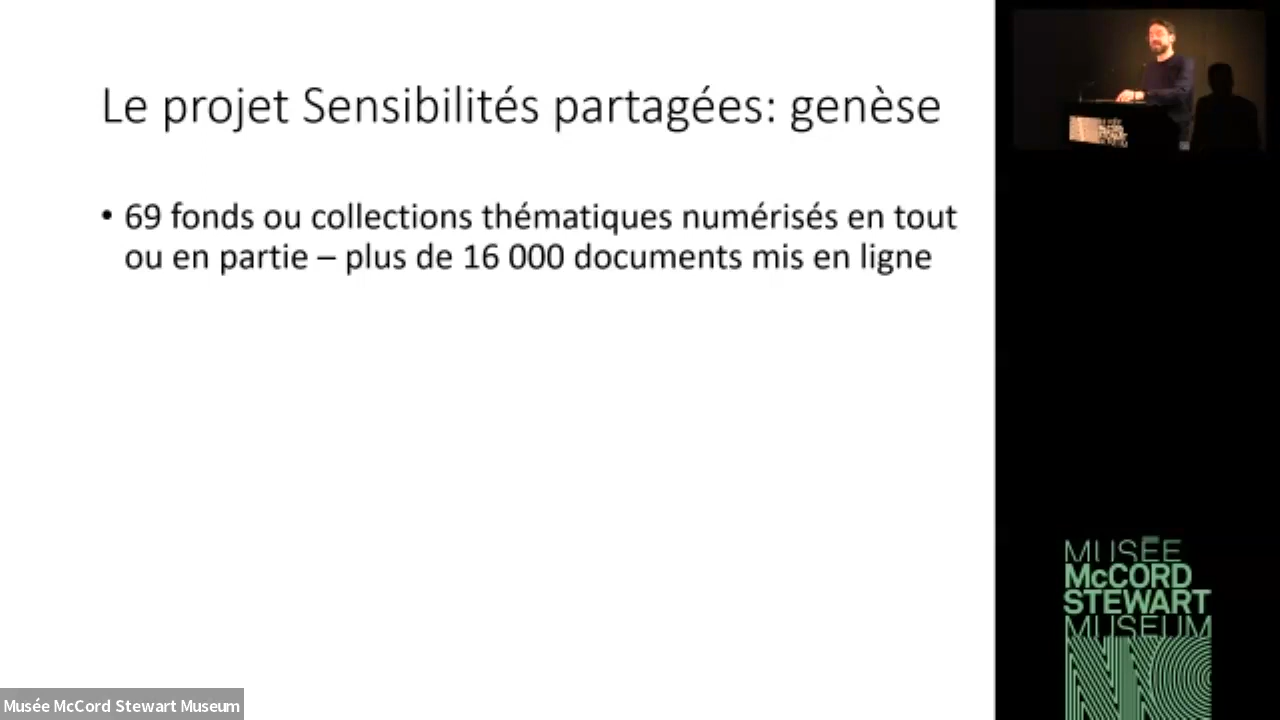 Le projet Sensibilités partagées: genèse
• 69 fonds ou collections thématiques numérisés en tout
ou en partie – plus de 16 000 documents mis en ligne
MUSÉE
McCORD
STEWART
MUSEUM
Musée McCord Stewart Museum